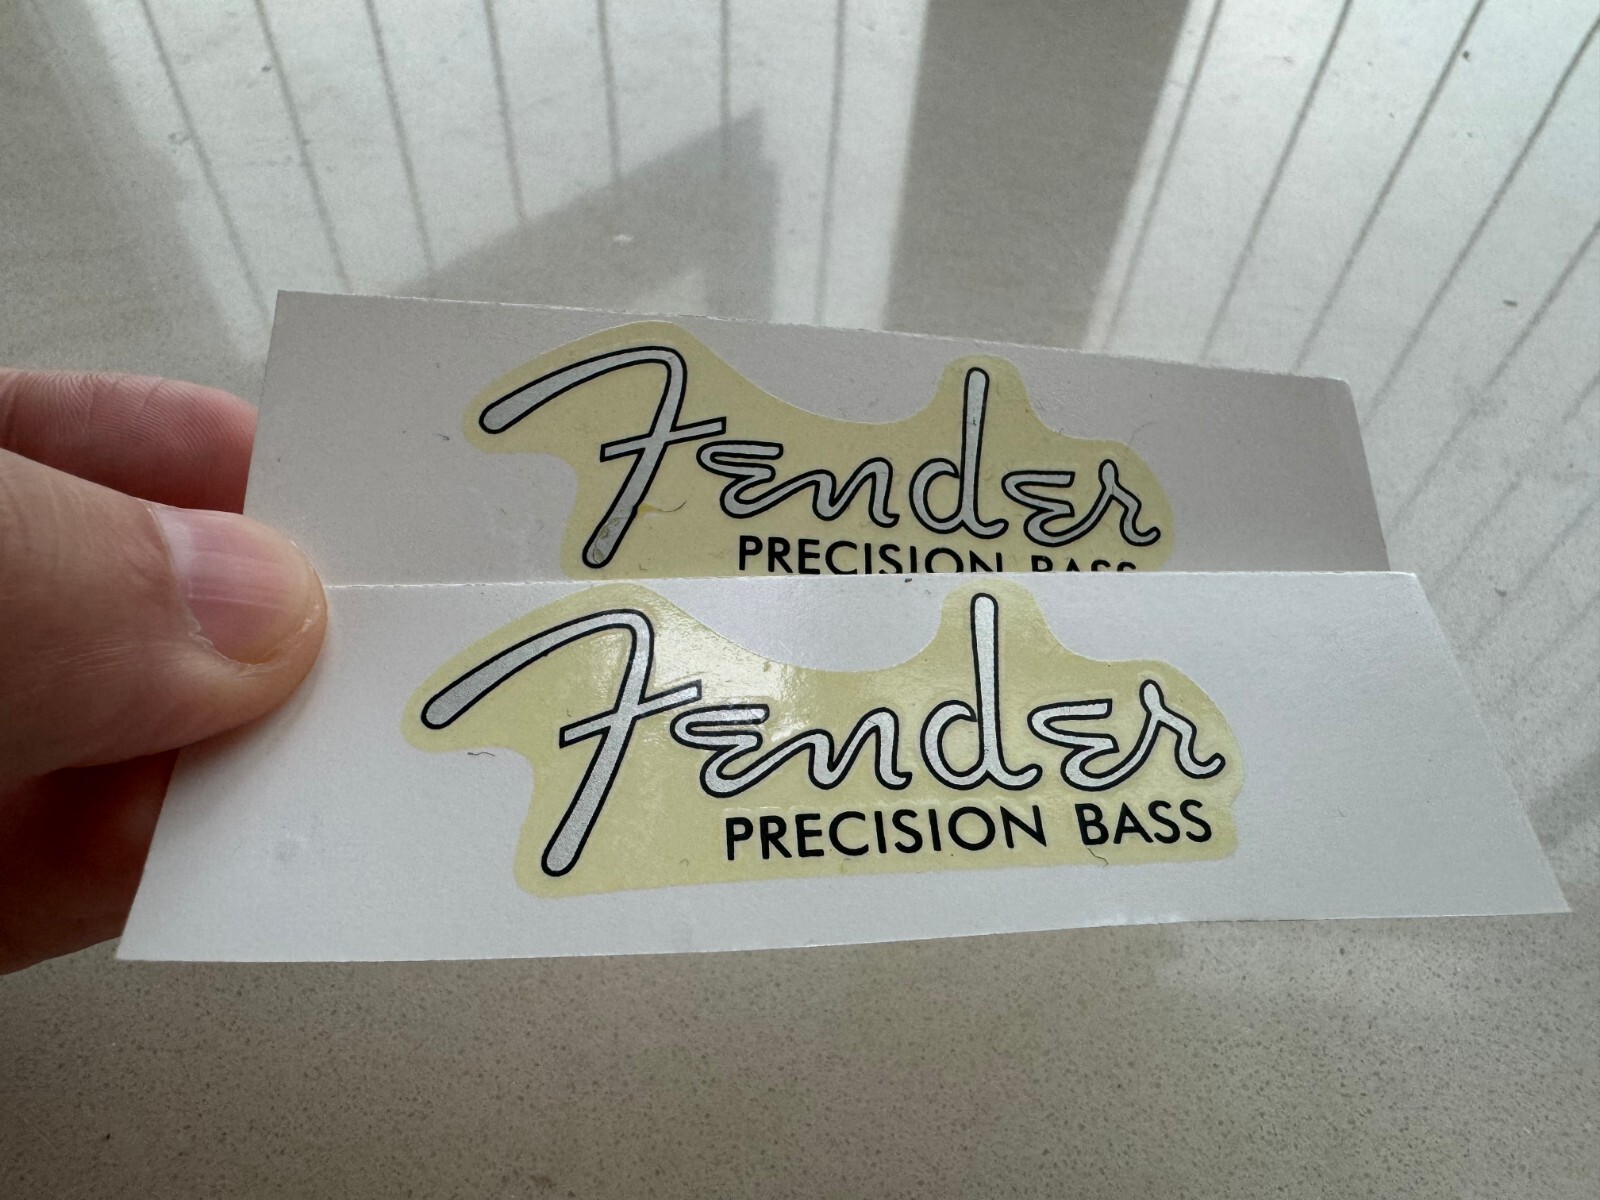 Fender
PRECISION BASS
Fender
PRECISION BASS